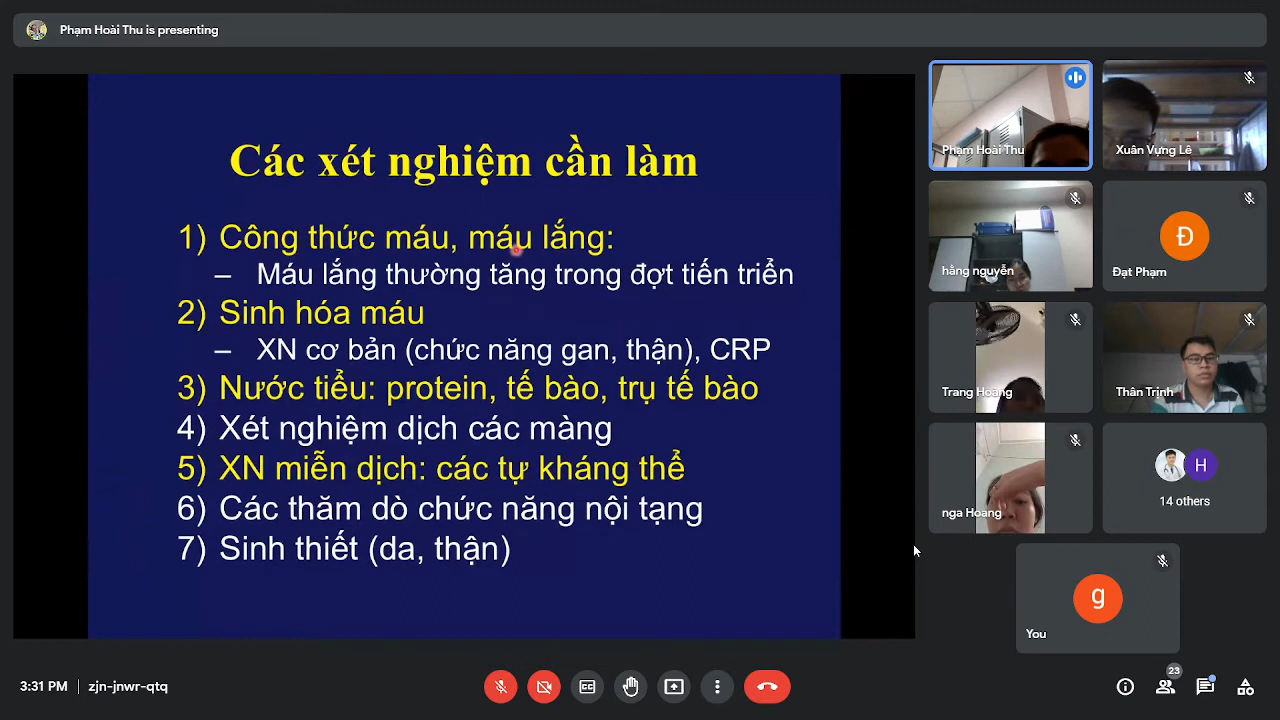 Phạm Hoài Thu is presenting
Các xét nghiệm cần làm
1) Công thức máu, máu lắng:
– Máu lắng thường tăng trong đợt tiến triển
2) Sinh hóa máu
– XN cơ bản (chức năng gan, thận), CRP
3) Nước tiểu: protein, tế bào, trụ tế bào
4) Xét nghiệm dịch các màng
5) XN miễn dịch: các tự kháng thể
6) Các thăm dò chức năng nội tạng
7) Sinh thiết (da, thận)
Phạm Hoài Thu
Xuân Vựng Lê
hằng nguyễn
Đ
Đạt Phạm
Trang Hoàng
Thân Trịnh
nga Hoang
H
14 others
g
You
3:31 PM
zjn-jnwr-qtq
23